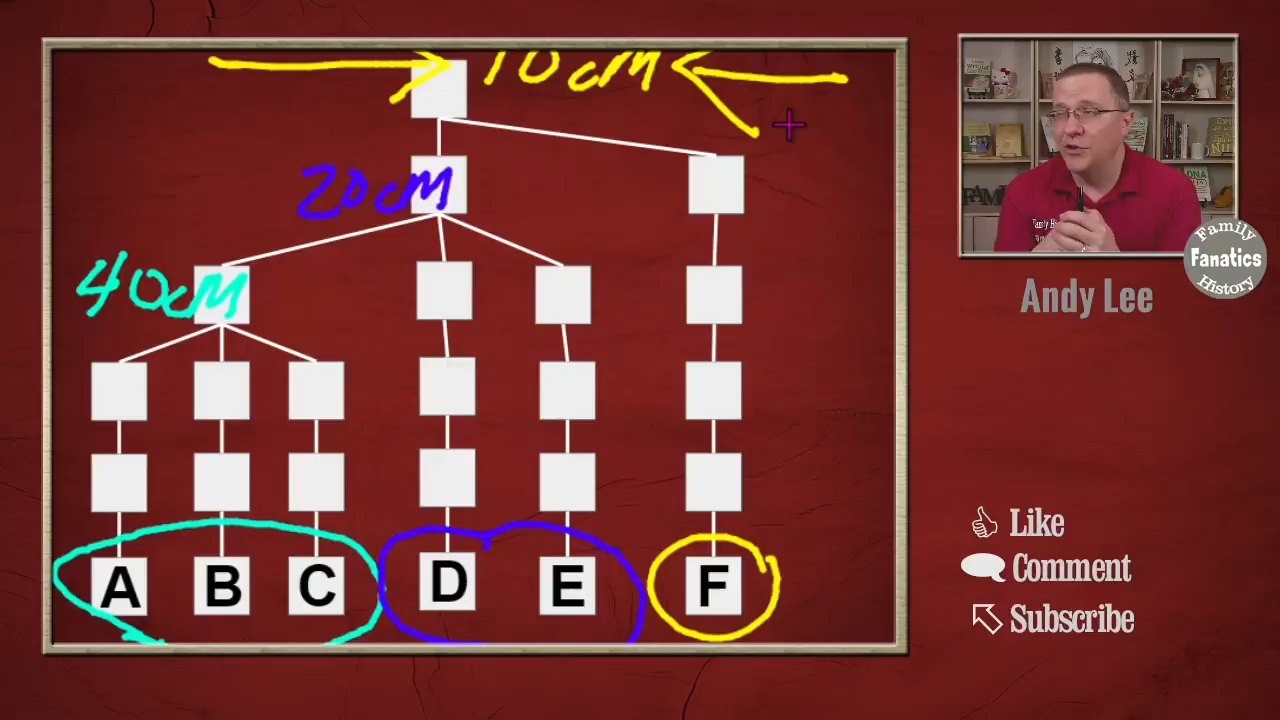 10cM
20cM
40cM
A B C D E F
Family
Fanatics
History
Andy Lee
Like
Comment
Subscribe